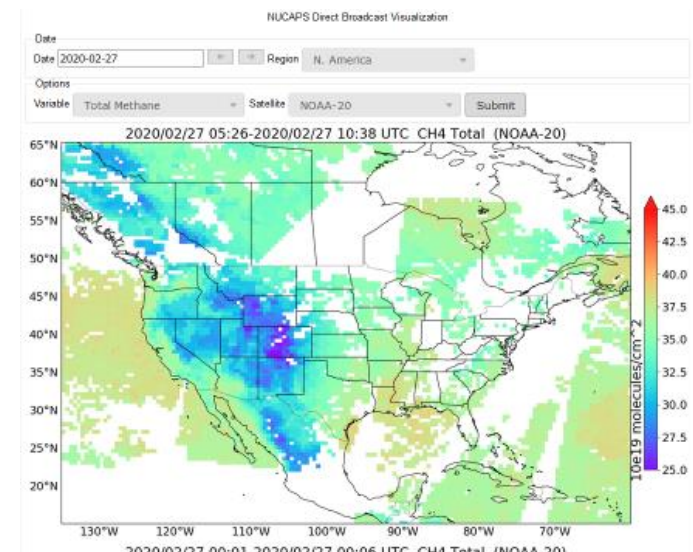 NUCAPS Direct Broadcast Visualization
Date
Date 2020-02-27 Region N. America
Options
Variable Total Methane Satellite NOAA-20 Submit
2020/02/27 05:26-2020/02/27 10:38 UTC CH4 Total (NOAA-20)
65°N
60°N
55°N
50°N
45°N
40°N
35°N
30°N
25°N
20°N
130°W 120°W 110°W 100°W 90°W 80°W 70°W
45.0
42.5
40.0
37.5
35.0
32.5
30.0
27.5
25.0
10e19 molecules/cm^2
2020/02/27 00:01-2020/02/27 00:06 UTC CH4 Total (NOAA-20)